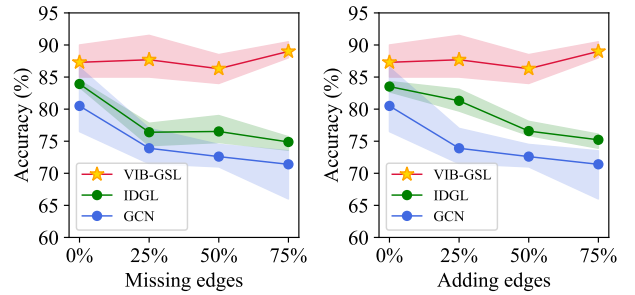 Accuracy (%)
95
90
85
80
75
70
65
60
VIB-GSL
IDGL
GCN
0% 25% 50% 75%
Missing edges
Accuracy (%)
95
90
85
80
75
70
65
60
VIB-GSL
IDGL
GCN
0% 25% 50% 75%
Adding edges